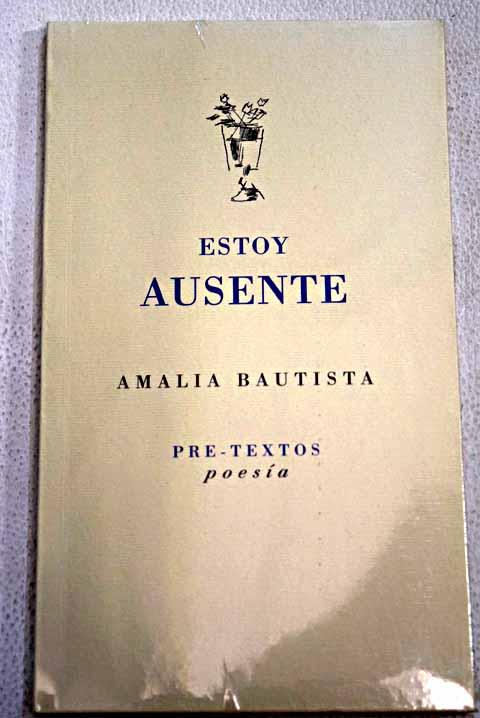 ESTOY
AUSENTE
AMALIA BAUTISTA
PRE-TEXTOS
poesía